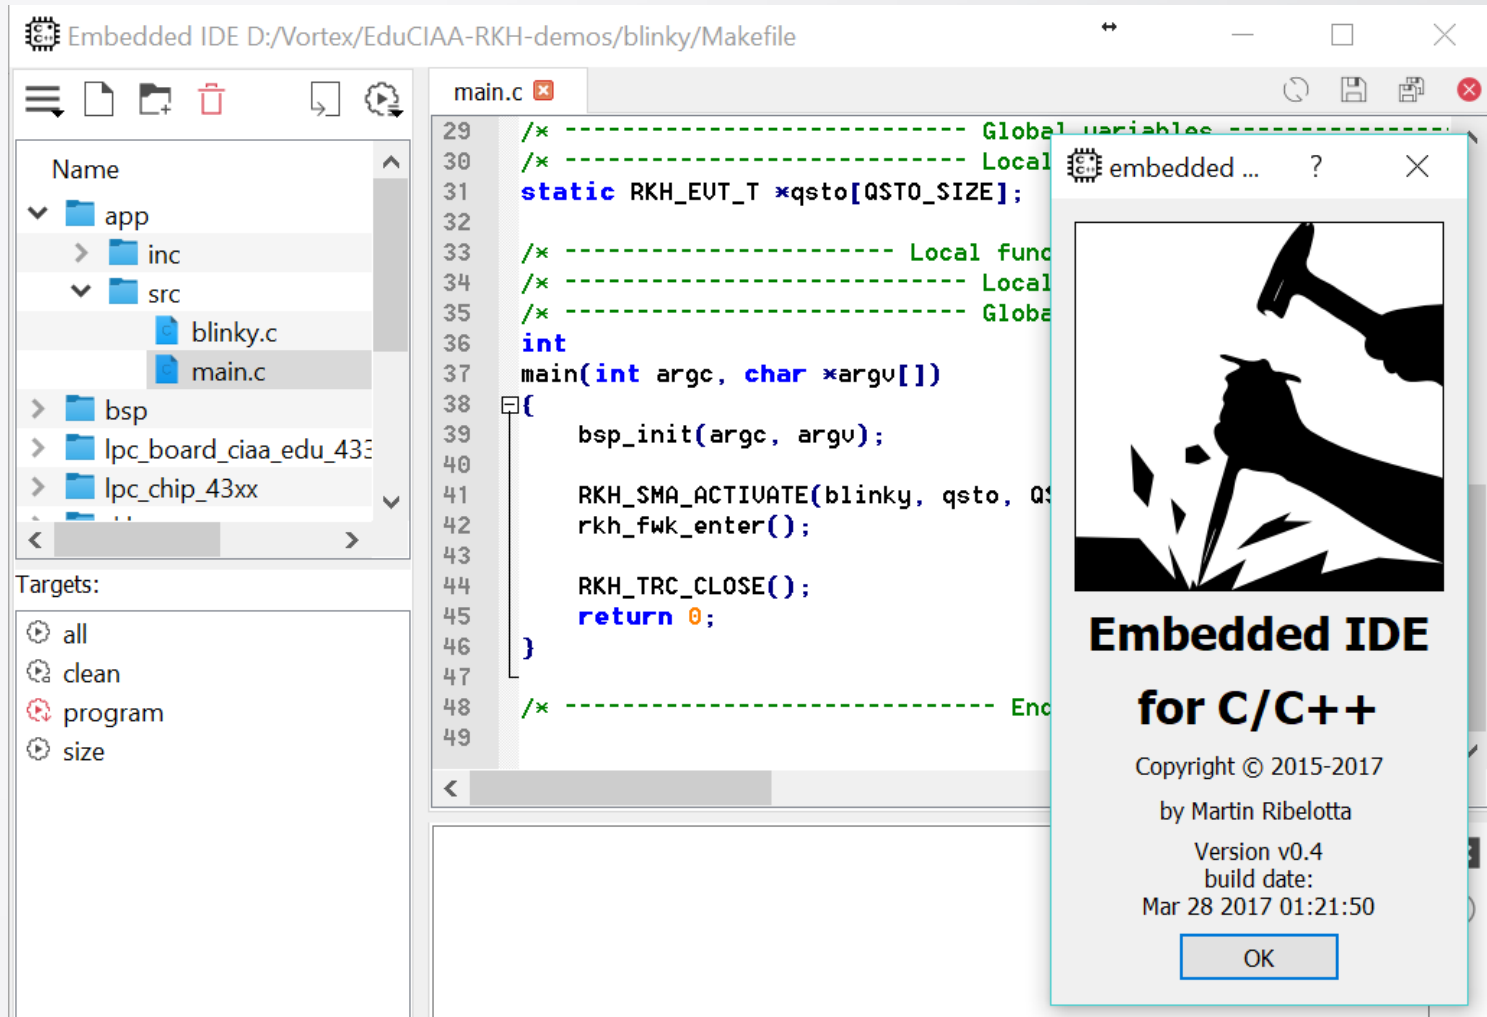 Embedded IDE D:/Vortex/EduCIAA-RKH-demos/blinky/Makefile
Name
app
inc
src
blinky.c
main.c
bsp
lpc_board_ciaa_edu_433
lpc_chip_43xx
Targets:
all
clean
program
size
main.c
29 /* ---------------------------- Global variables ----------------
30 /* ---------------------------- Local
31 static RKH_EVT_T *qsto[QSTO_SIZE];
32
33 /* ----------------------- Local func
34 /* ---------------------------- Local
35 /* ---------------------------- Globa
36 int
37 main(int argc, char *argv[])
38 {
39 bsp_init(argc, argv);
40
41 RKH_SMA_ACTIVATE(blinky, qsto, QS
42 rkh_fwk_enter();
43
44 RKH_TRC_CLOSE();
45 return 0;
46 }
47
48 /* ------------------------------ End
49
embedded ... ?
Embedded IDE
for C/C++
Copyright © 2015-2017
by Martin Ribelotta
Version v0.4
build date:
Mar 28 2017 01:21:50
OK